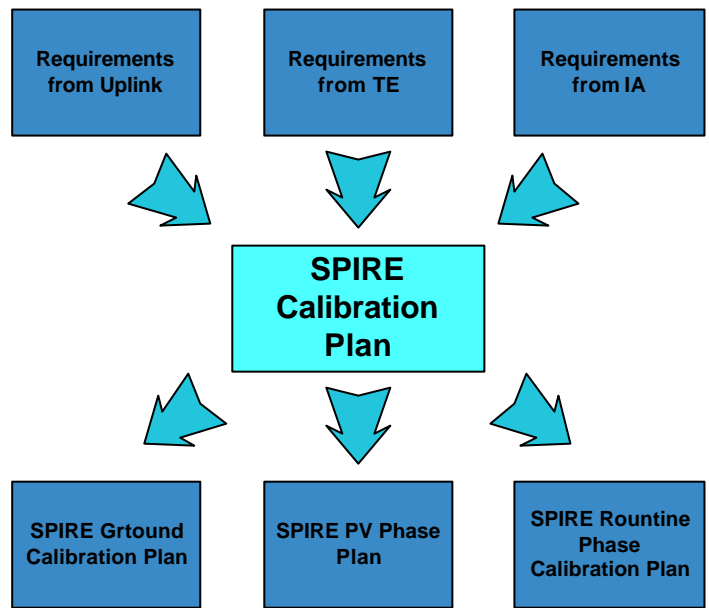 Requirements
from Uplink
Requirements
from TE
Requirements
from IA
SPIRE
Calibration
Plan
SPIRE Grtound
Calibration Plan
SPIRE PV Phase
Plan
SPIRE Rountine
Phase
Calibration Plan